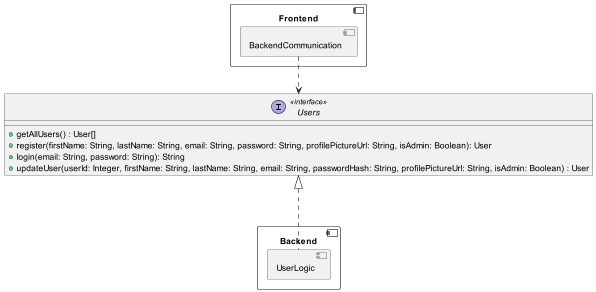 Frontend
BackendCommunication
I
«interface»
Users
getAllUsers() : User[]
register(firstName: String, lastName: String, email: String, password: String, profilePictureUrl: String, isAdmin: Boolean): User
login(email: String, password: String): String
updateUser(userId: Integer, firstName: String, lastName: String, email: String, passwordHash: String, profilePictureUrl: String, isAdmin: Boolean) : User
Backend
UserLogic